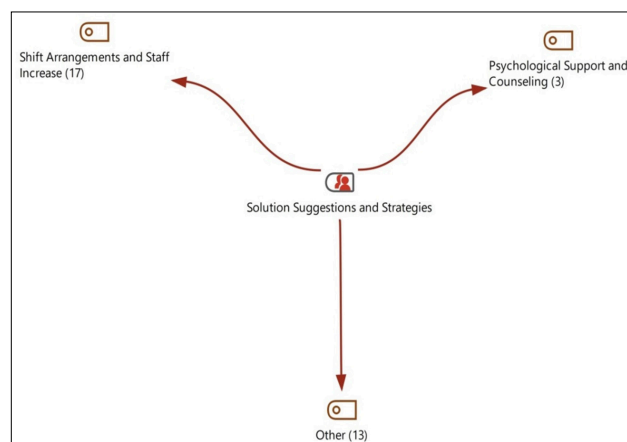 Shift Arrangements and Staff
Increase (17)
Psychological Support and
Counseling (3)
Solution Suggestions and Strategies
Other (13)